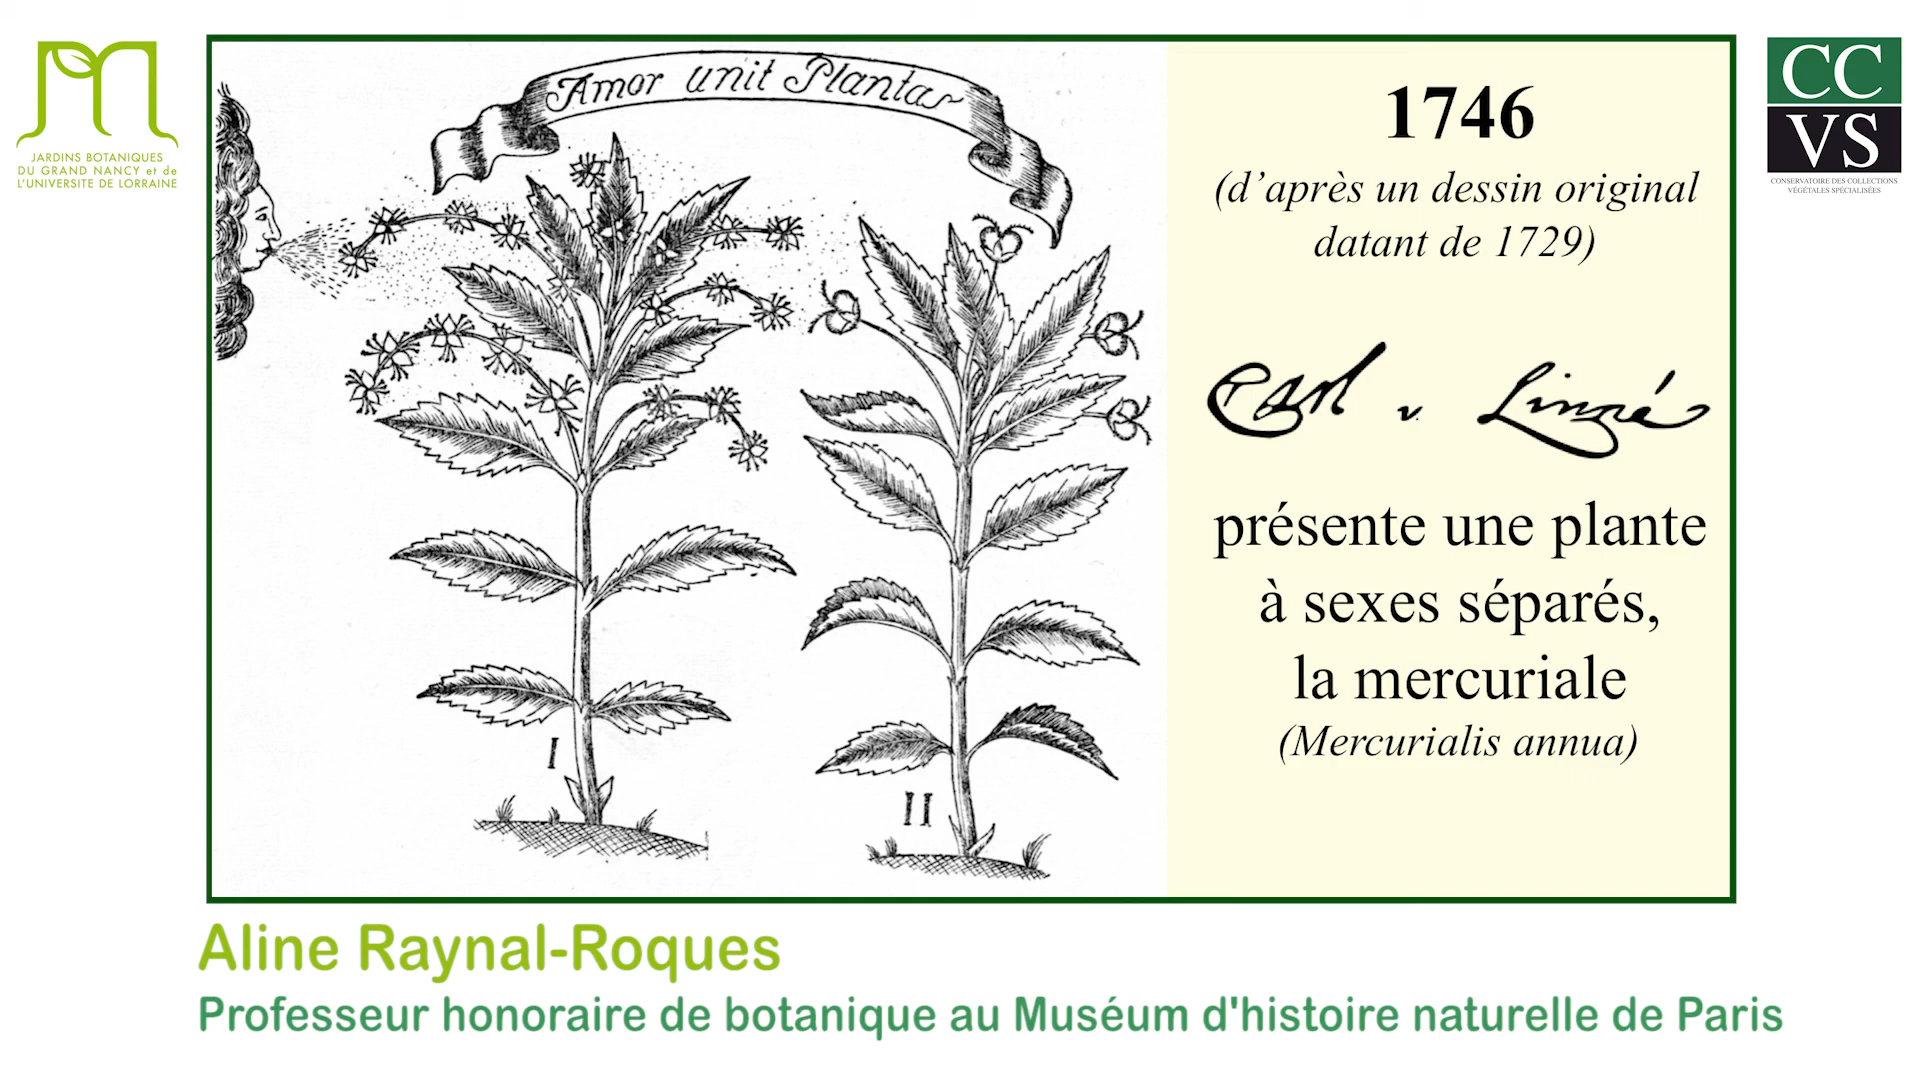 JARDINS BOTANIQUES
DU GRAND NANCY et de
L'UNIVERSITE DE LORRAINE
Amor unit Plantas
I
II
1746
(d'après un dessin original
datant de 1729)
Carl v. Linné
présente une plante
à sexes séparés,
la mercuriale
(Mercurialis annua)
CC
VS
CONSERVATOIRE DES COLLECTIONS
VÉGÉTALES SPÉCIALISÉES
Aline Raynal-Roques
Professeur honoraire de botanique au Muséum d'histoire naturelle de Paris